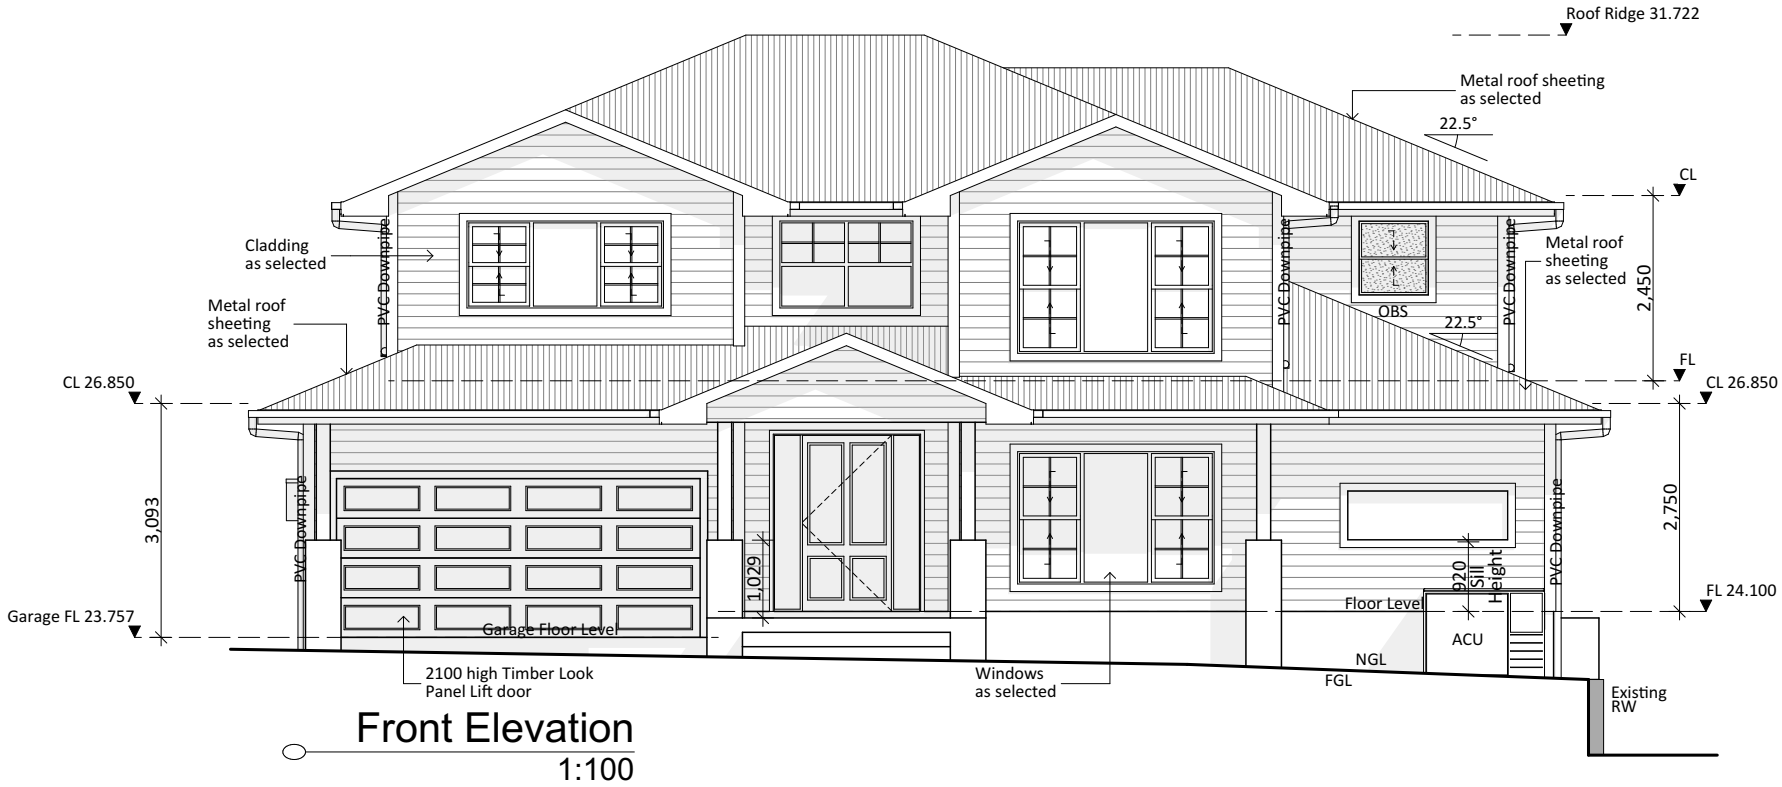 Roof Ridge 31.722
Metal roof sheeting
as selected
22.5°
CL
Cladding
as selected
PVC Downpipe
PVC Downpipe
PVC Downpipe
Metal roof
sheeting
as selected
2,450
Metal roof
sheeting
as selected
OBS
22.5°
FL
CL 26.850
CL 26.850
3,093
PVC Downpipe
1,029
920
Sill
Height
PVC Downpipe
2,750
Floor Level
FL 24.100
Garage FL 23.757
Garage Floor Level
ACU
NGL
FGL
2100 high Timber Look
Panel Lift door
Windows
as selected
Existing
RW
Front Elevation
1:100